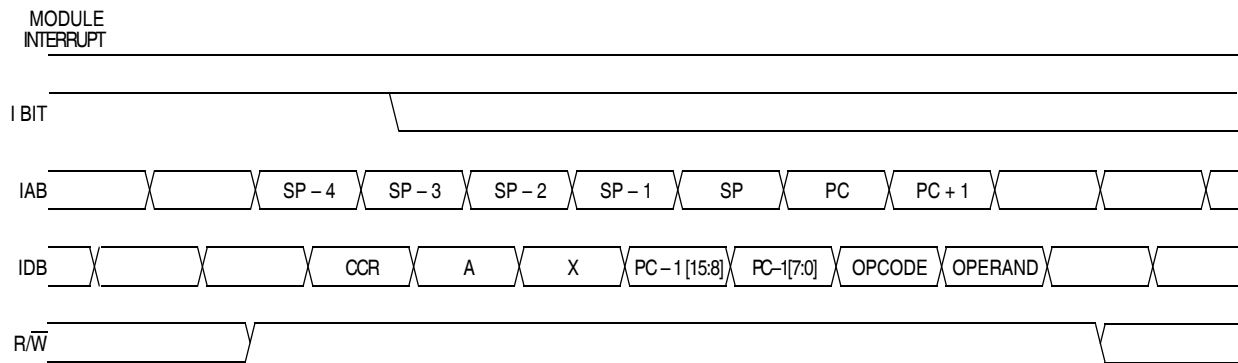 MODULE
INTERRUPT
I BIT
IAB SP – 4 SP – 3 SP – 2 SP – 1 SP PC PC + 1
IDB CCR A X PC – 1 [15:8] PC–1[7:0] OPCODE OPERAND
R/W̅